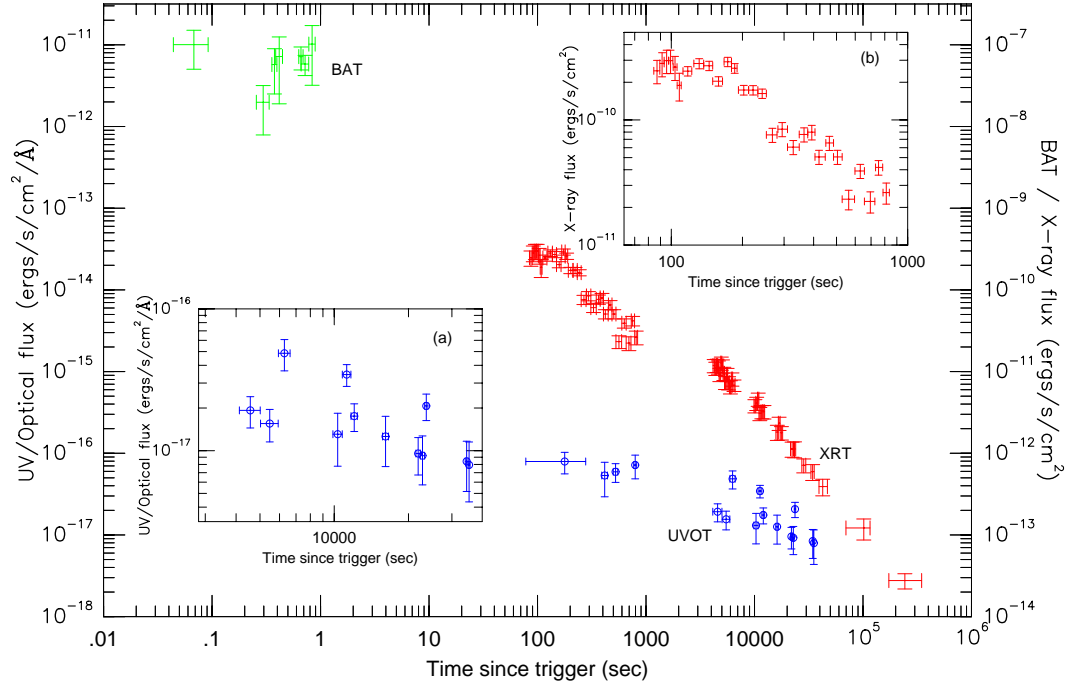 UV/Optical flux (ergs/s/cm²/Å)
10⁻¹¹
10⁻¹²
10⁻¹³
10⁻¹⁴
10⁻¹⁵
10⁻¹⁶
10⁻¹⁷
10⁻¹⁸
BAT
XRT
UVOT
(b)
X−ray flux (ergs/s/cm²)
10⁻¹⁰
10⁻¹¹
100
1000
Time since trigger (sec)
(a)
UV/Optical flux (ergs/s/cm²/Å)
10⁻¹⁶
10⁻¹⁷
10000
Time since trigger (sec)
BAT / X−ray flux (ergs/s/cm²)
10⁻⁷
10⁻⁸
10⁻⁹
10⁻¹⁰
10⁻¹¹
10⁻¹²
10⁻¹³
10⁻¹⁴
.01 .1 1 10 100 1000 10000 10⁵ 10⁶
Time since trigger (sec)